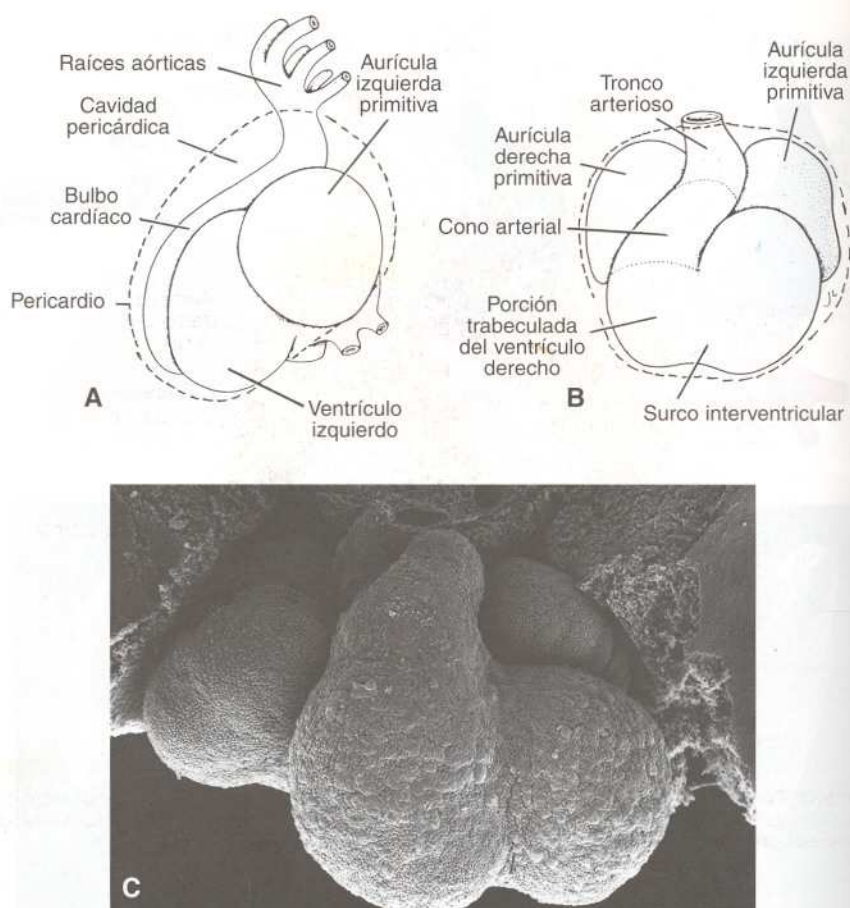 Raíces aórticas
Cavidad
pericárdica
Bulbo
cardíaco
Pericardio
A
Aurícula
izquierda
primitiva
Ventrículo
izquierdo
Tronco
arterioso
Aurícula
izquierda
primitiva
Aurícula
derecha
primitiva
Cono arterial
Porción
trabeculada
del ventrículo
derecho
B
Surco interventricular
C